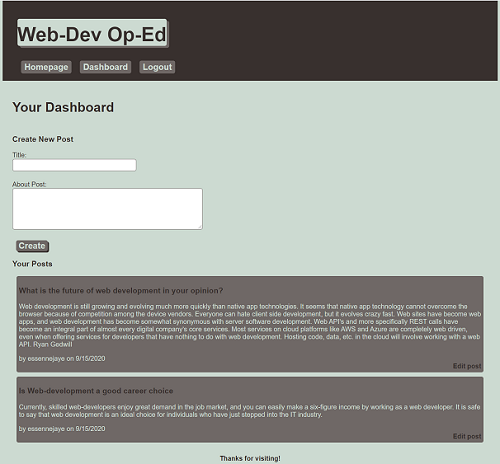 Web-Dev Op-Ed
Homepage Dashboard Logout
Your Dashboard
Create New Post
Title:
About Post:
Create
Your Posts
What is the future of web development in your opinion?
Web development is still growing and evolving much more quickly than native app technologies. It seems that native app technology cannot overcome the
browser because of competition among the device vendors. Everyone can hate client side development, but it evolves crazy fast. Web sites have become web
apps, and web development has become somewhat synonymous with server software development. Web API's and more specifically REST calls have
become an integral part of almost every digital company's core services. Most services on cloud platforms like AWS and Azure are completely web driven,
even when offering services for developers that have nothing to do with web development. Hosting code, data, etc. in the cloud will involve working with a web
API. Ryan Gedwill
by essennejaye on 9/15/2020
Edit post
Is Web-development a good career choice
Currently, skilled web-developers enjoy great demand in the job market, and you can easily make a six-figure income by working as a web developer. It is safe
to say that web development is an ideal choice for individuals who have just stepped into the IT industry.
by essennejaye on 9/15/2020
Edit post
Thanks for visiting!